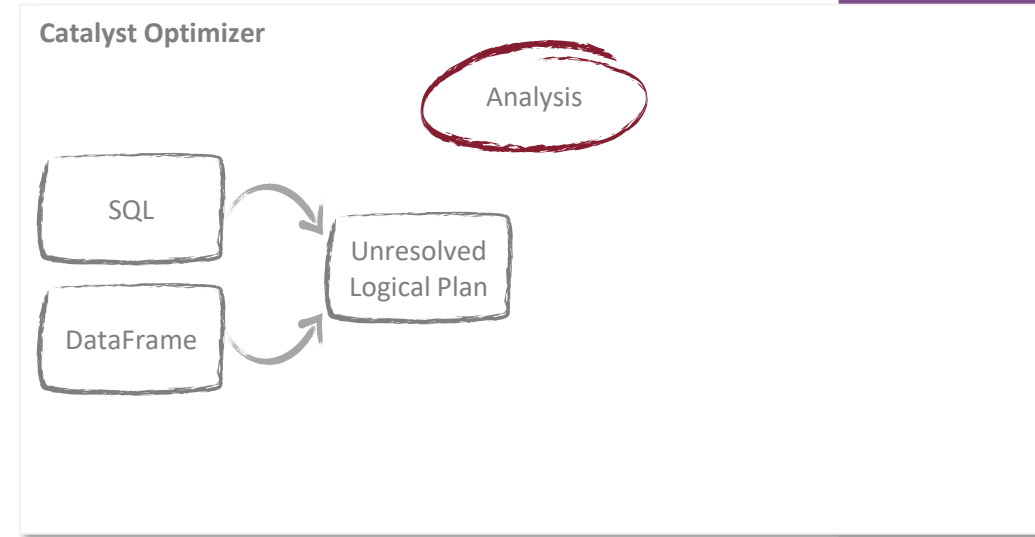 Catalyst Optimizer
Analysis
SQL
Unresolved
Logical Plan
DataFrame